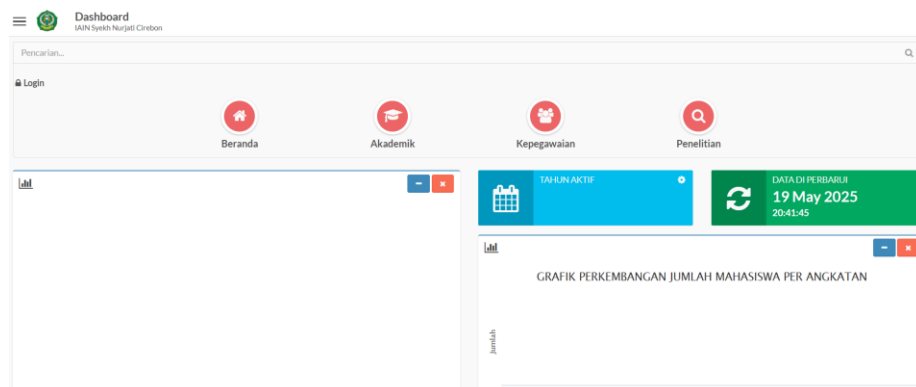 Dashboard
IAIN Syekh Nurjati Cirebon
Pencarian...
Login
Beranda
Akademik
Kepegawaian
Penelitian
TAHUN AKTIF
DATA DI PERBARUI
19 May 2025
20:41:45
GRAFIK PERKEMBANGAN JUMLAH MAHASISWA PER ANGKATAN
Jumlah